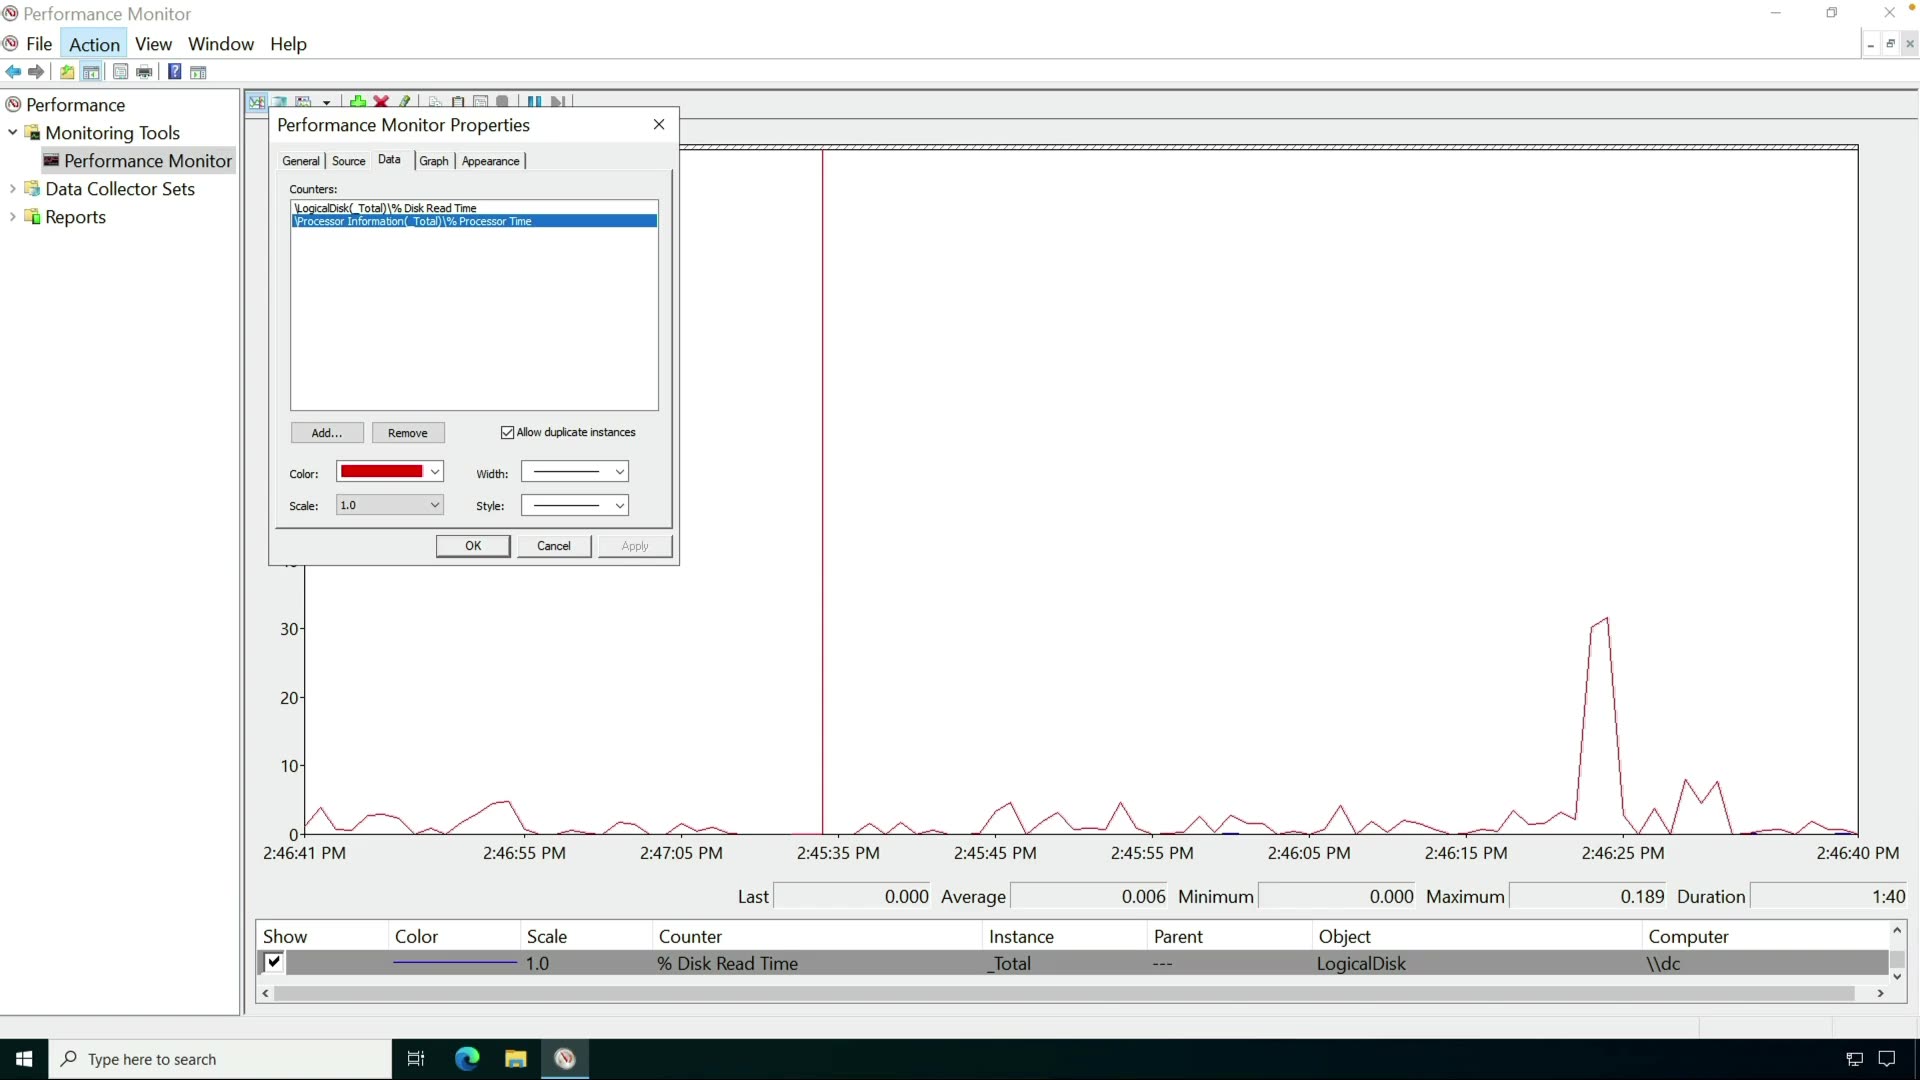 Performance Monitor
File Action View Window Help
Performance
Monitoring Tools
Performance Monitor
Data Collector Sets
Reports
Performance Monitor Properties
General Source Data Graph Appearance
Counters:
\LogicalDisk(_Total)\% Disk Read Time
\Processor Information(_Total)\% Processor Time
Add... Remove Allow duplicate instances
Color: Width:
Scale: 1.0 Style:
OK Cancel Apply
30
20
10
0
2:46:41 PM 2:46:55 PM 2:47:05 PM 2:45:35 PM 2:45:45 PM 2:45:55 PM 2:46:05 PM 2:46:15 PM 2:46:25 PM 2:46:40 PM
Last 0.000 Average 0.006 Minimum 0.000 Maximum 0.189 Duration 1:40
Show Color Scale Counter Instance Parent Object Computer
1.0 % Disk Read Time _Total --- LogicalDisk \\dc
Type here to search